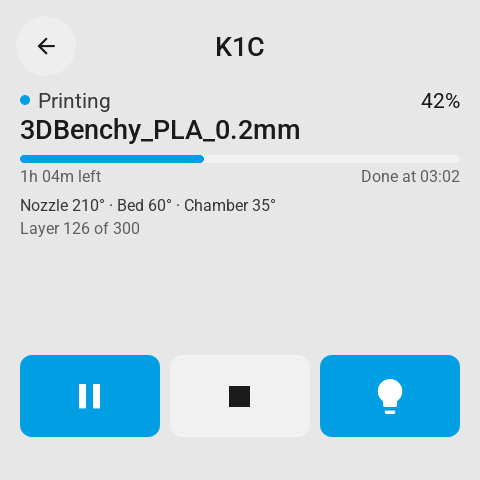 K1C
Printing 42%
3DBenchy_PLA_0.2mm
1h 04m left Done at 03:02
Nozzle 210° · Bed 60° · Chamber 35°
Layer 126 of 300